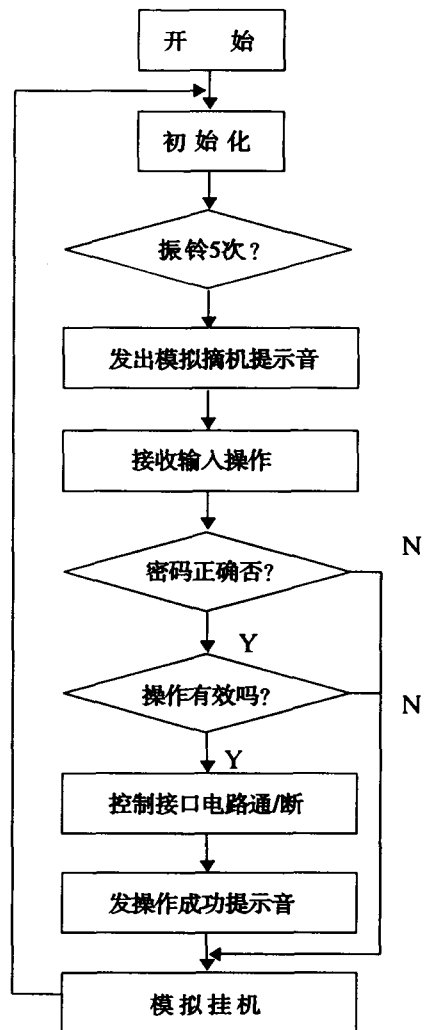 开 始
初 始 化
振铃5次?
发出模拟摘机提示音
接收输入操作
密码正确否?
N
Y
操作有效吗?
N
Y
控制接口电路通/断
发操作成功提示音
模 拟 挂 机